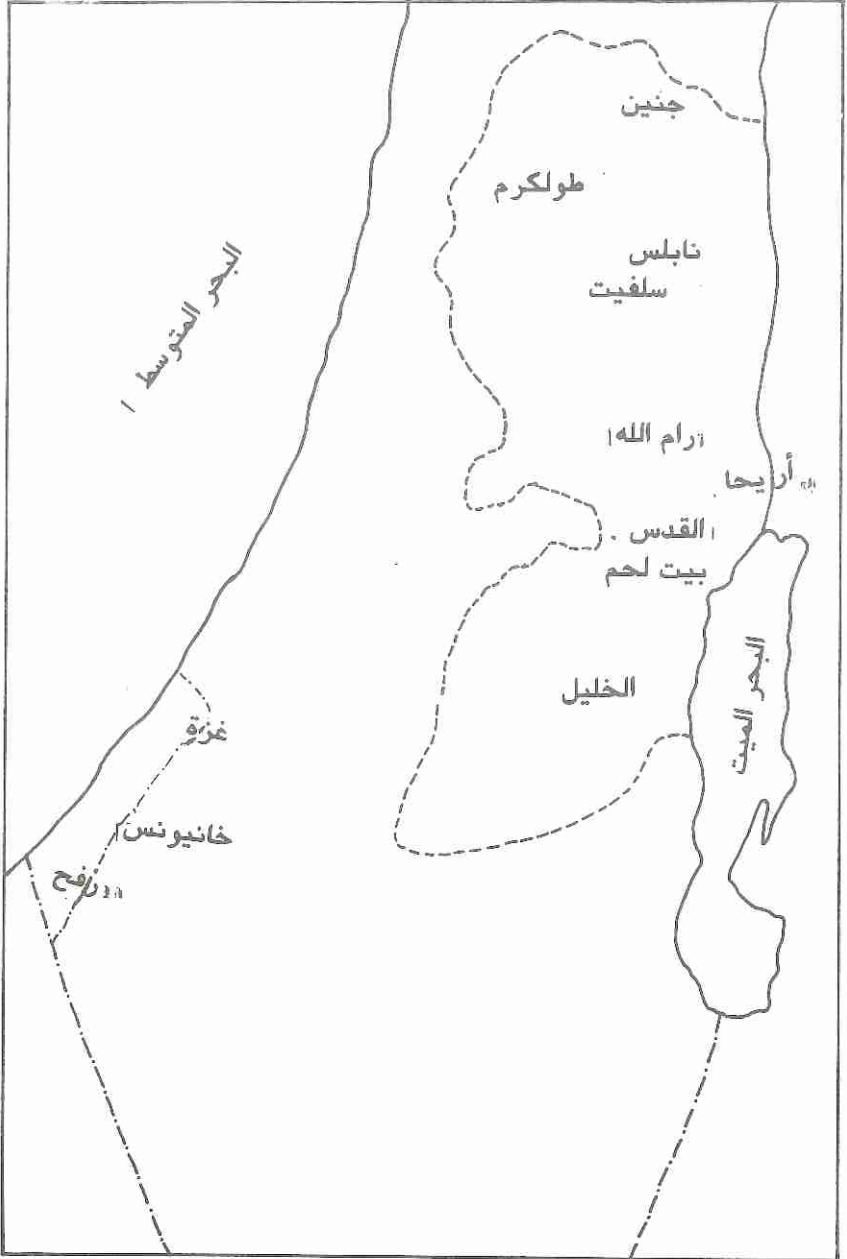 جنين
طولكرم
نابلس
سلفيت
البحر المتوسط
رام الله
أريحا
القدس
بيت لحم
البحر الميت
الخليل
غزة
خانيونس
رفح